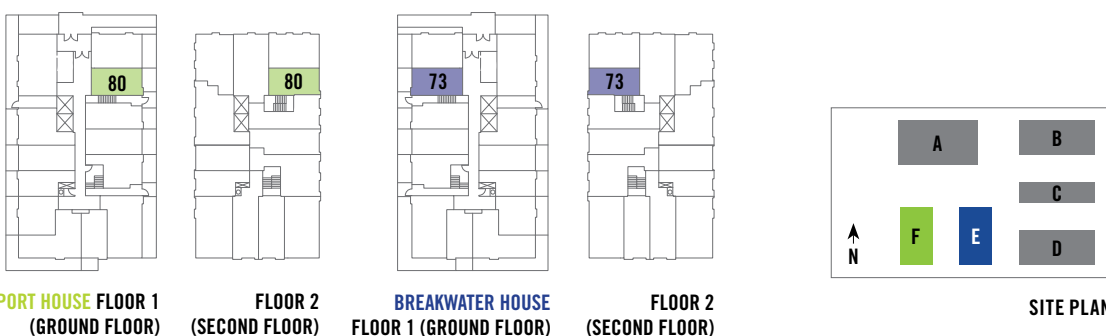 80
80
73
73
A
B
C
D
E
F
N
PORT HOUSE FLOOR 1
(GROUND FLOOR)
FLOOR 2
(SECOND FLOOR)
BREAKWATER HOUSE
FLOOR 1 (GROUND FLOOR)
FLOOR 2
(SECOND FLOOR)
SITE PLAN